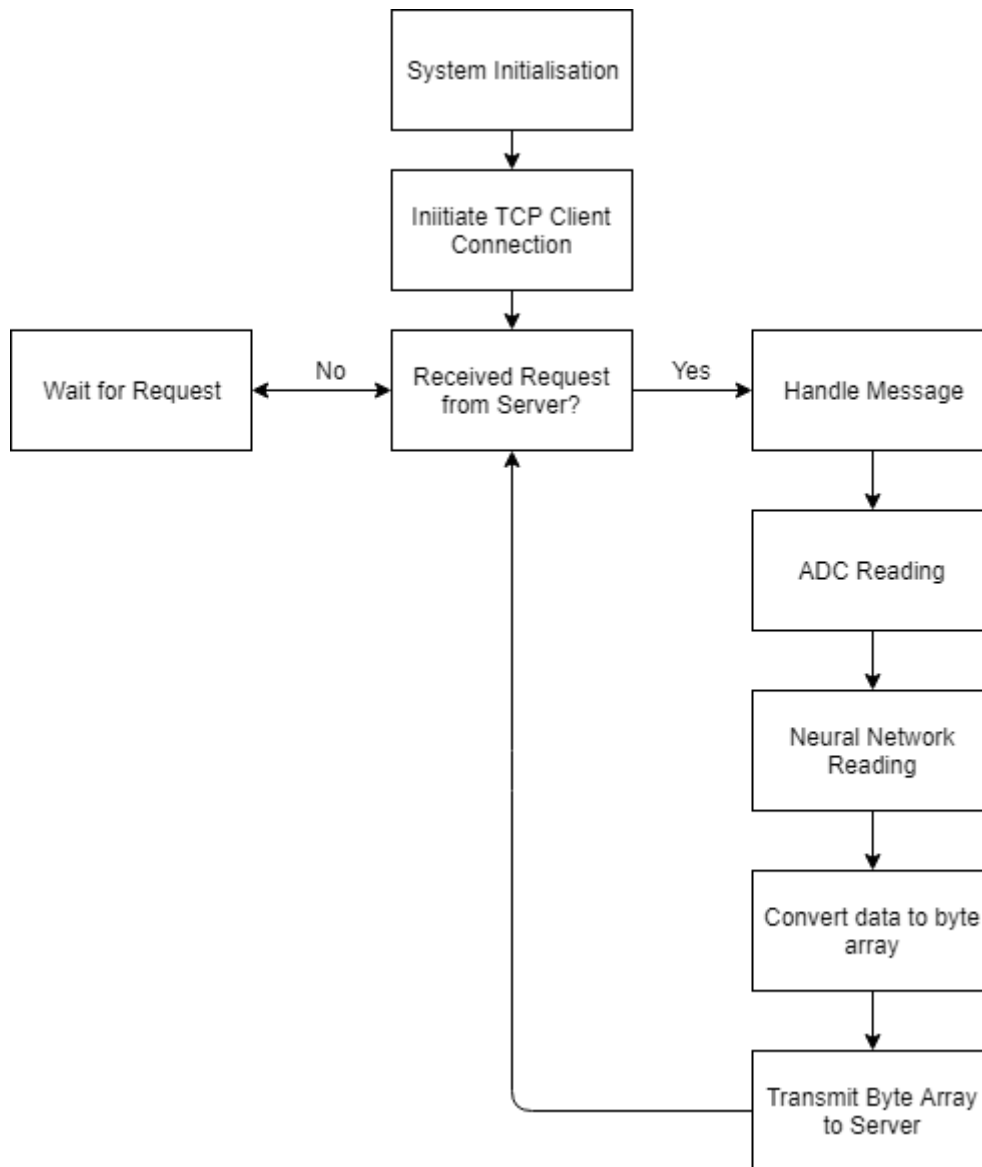 System Initialisation
Iniitiate TCP Client
Connection
Wait for Request
No
Received Request
from Server?
Yes
Handle Message
ADC Reading
Neural Network
Reading
Convert data to byte
array
Transmit Byte Array
to Server